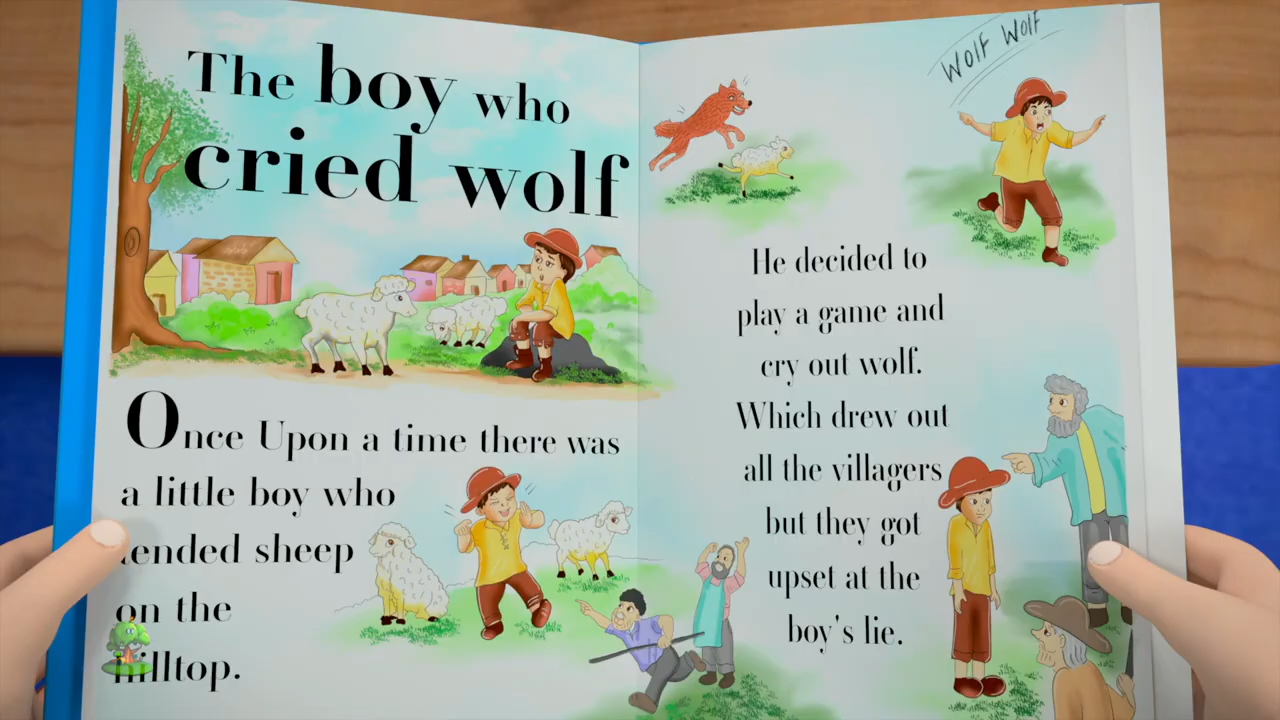 The boy who
cried wolf
Once Upon a time there was
a little boy who
tended sheep
on the
hilltop.
WOLF WOLF
He decided to
play a game and
cry out wolf.
Which drew out
all the villagers
but they got
upset at the
boy's lie.